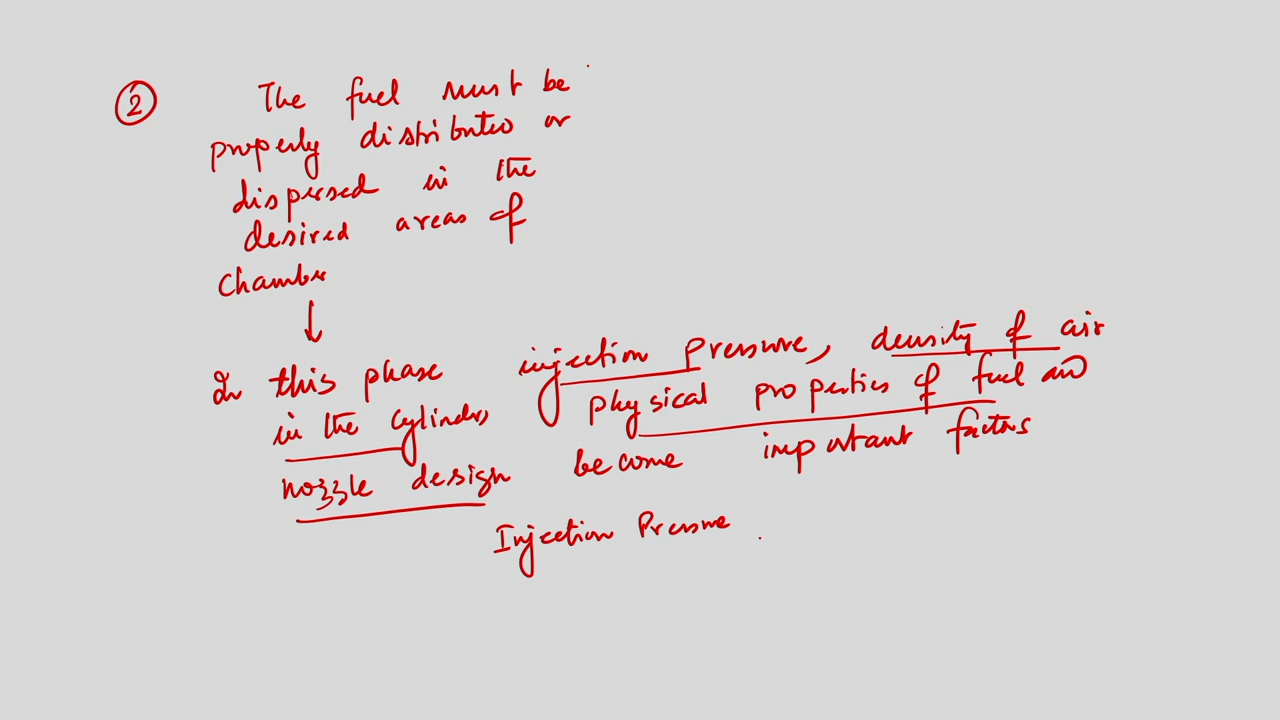 ②
The fuel must be
properly distributed or
dispersed in the
desired areas of
Chamber
↓
In this phase injection pressure, density of air
in the cylinder, physical properties of fuel and
nozzle design become important factors
Injection Pressure